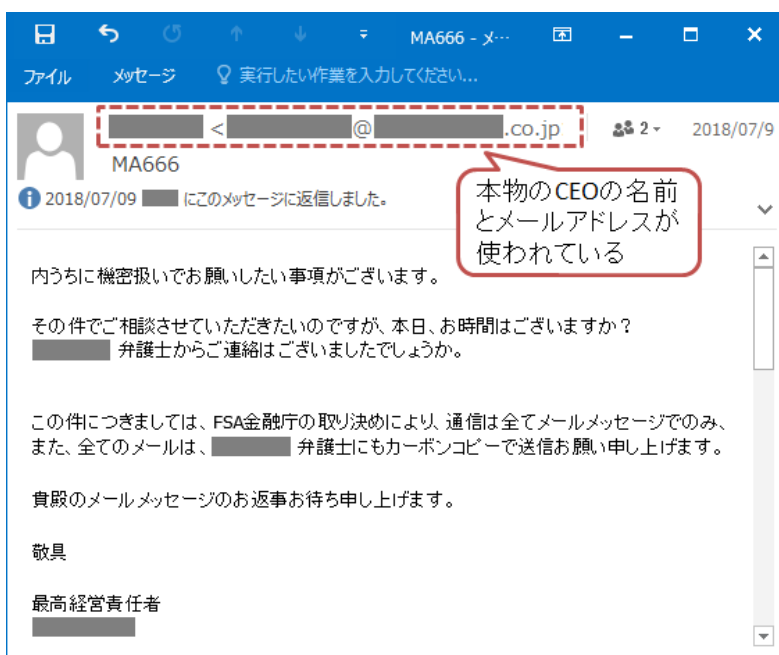 MA666 - メ…
ファイル メッセージ 実行したい作業を入力してください...
< @ .co.jp 2 2018/07/9
MA666
2018/07/09 にこのメッセージに返信しました。
本物のCEOの名前
とメールアドレスが
使われている
内うちに機密扱いでお願いしたい事項がございます。
その件でご相談させていただきたいのですが、本日、お時間はございますか?
弁護士からご連絡はございましたでしょうか。
この件につきましては、FSA金融庁の取り決めにより、通信は全てメールメッセージでのみ、
また、全てのメールは、 弁護士にもカーボンコピーで送信お願い申し上げます。
貴殿のメールメッセージのお返事お待ち申し上げます。
敬具
最高経営責任者